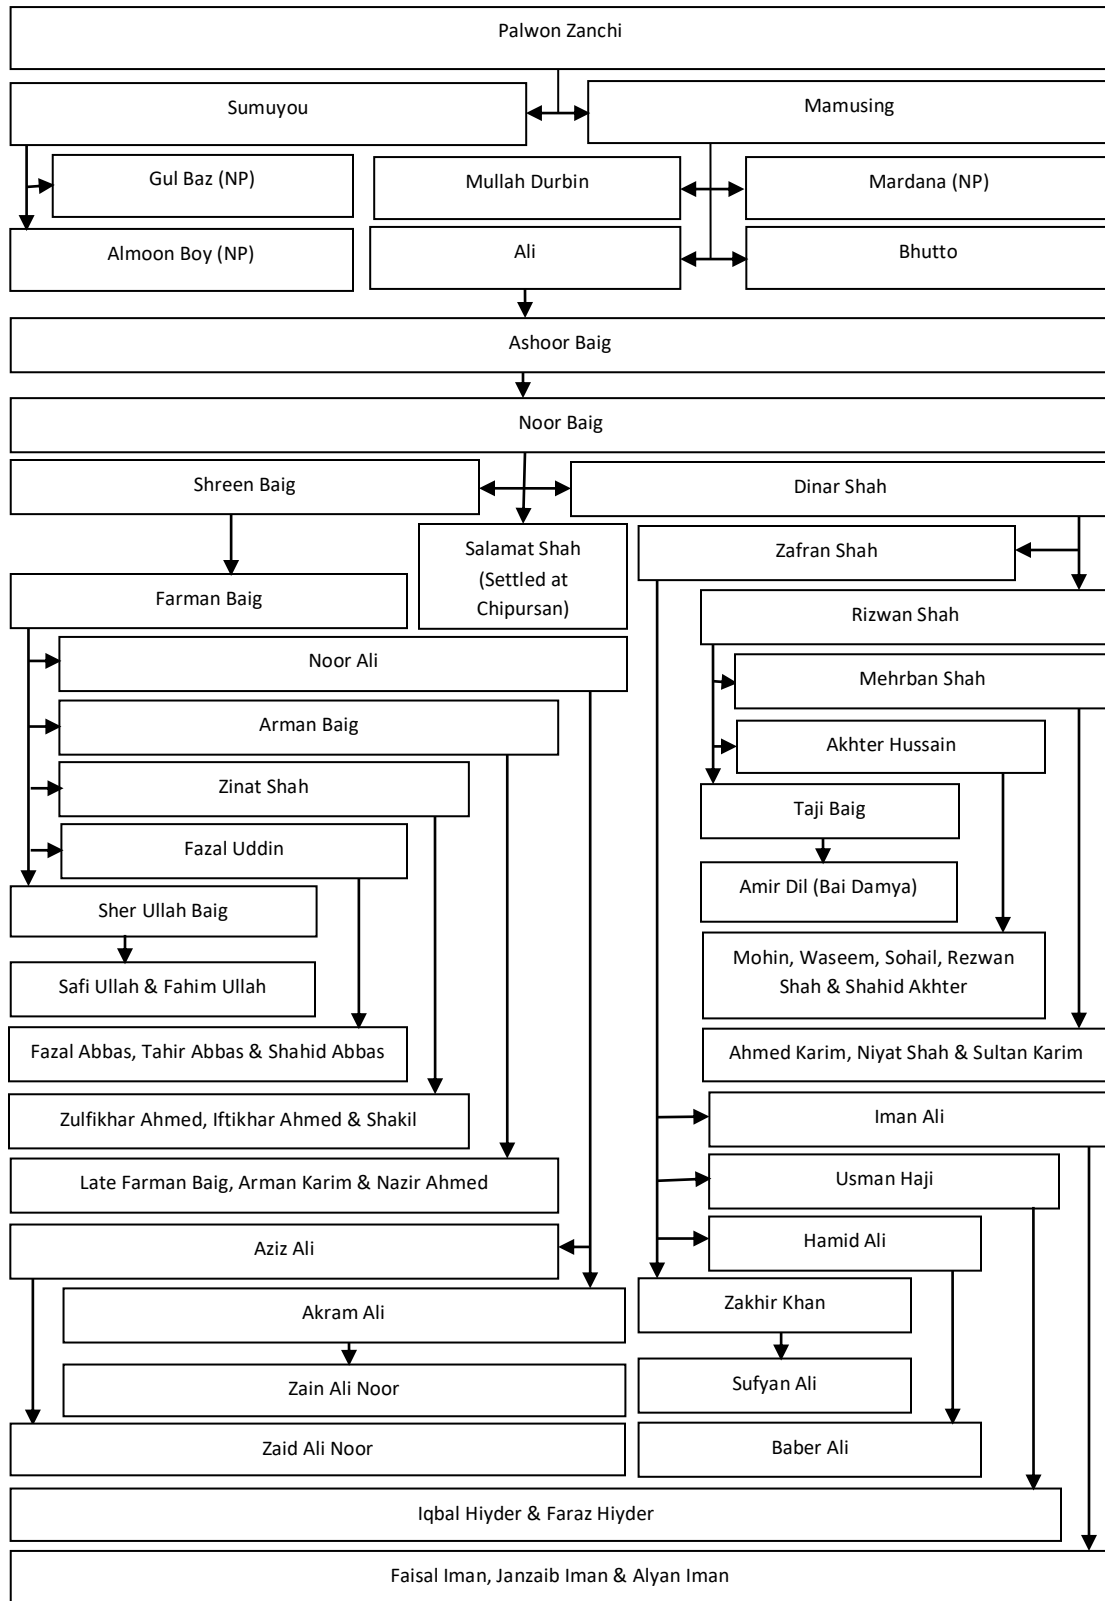 Palwon Zanchi
Sumuyou
Mamusing
Gul Baz (NP)
Mullah Durbin
Mardana (NP)
Almoon Boy (NP)
Ali
Bhutto
Ashoor Baig
Noor Baig
Shreen Baig
Dinar Shah
Salamat Shah
(Settled at
Chipursan)
Zafran Shah
Farman Baig
Rizwan Shah
Noor Ali
Mehrban Shah
Arman Baig
Akhter Hussain
Zinat Shah
Taji Baig
Fazal Uddin
Amir Dil (Bai Damya)
Sher Ullah Baig
Mohin, Waseem, Sohail, Rezwan
Shah & Shahid Akhter
Safi Ullah & Fahim Ullah
Fazal Abbas, Tahir Abbas & Shahid Abbas
Ahmed Karim, Niyat Shah & Sultan Karim
Zulfikhar Ahmed, Iftikhar Ahmed & Shakil
Iman Ali
Late Farman Baig, Arman Karim & Nazir Ahmed
Usman Haji
Aziz Ali
Hamid Ali
Akram Ali
Zakhir Khan
Zain Ali Noor
Sufyan Ali
Zaid Ali Noor
Baber Ali
Iqbal Hiyder & Faraz Hiyder
Faisal Iman, Janzaib Iman & Alyan Iman